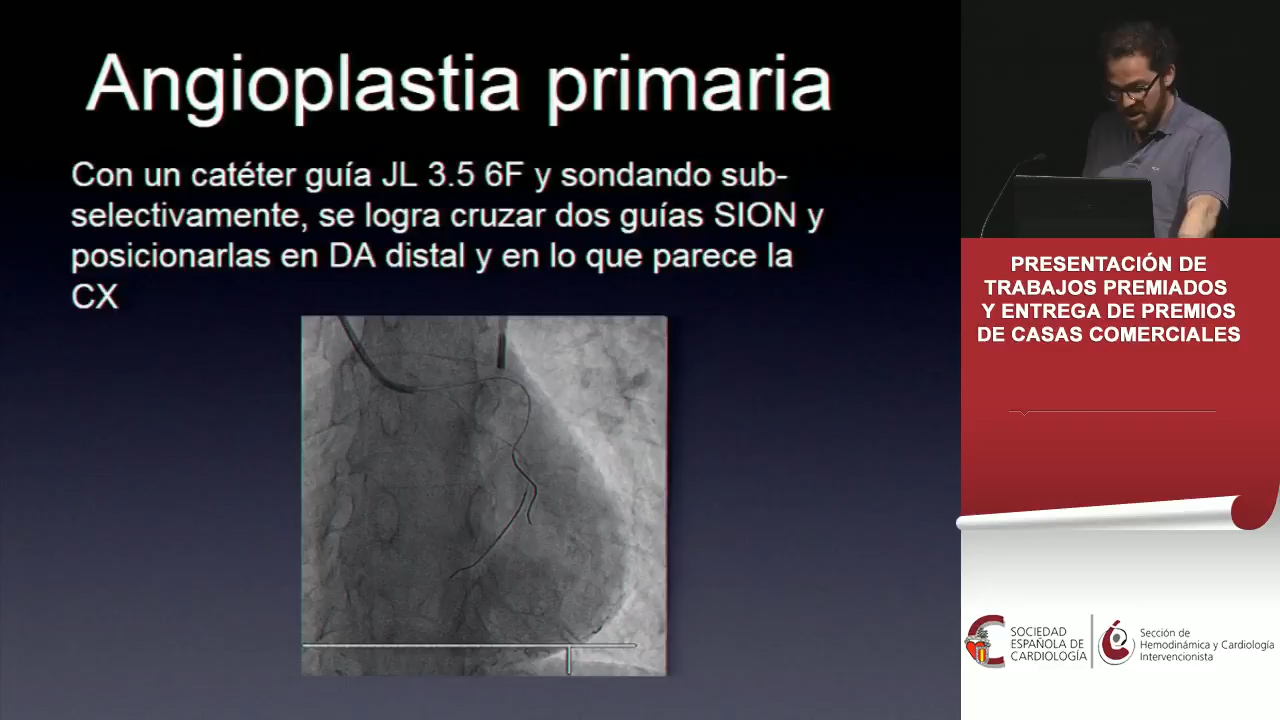 Angioplastia primaria
Con un catéter guía JL 3.5 6F y sondando sub-
selectivamente, se logra cruzar dos guías SION y
posicionarlas en DA distal y en lo que parece la
CX
PRESENTACIÓN DE
TRABAJOS PREMIADOS
Y ENTREGA DE PREMIOS
DE CASAS COMERCIALES
SOCIEDAD
ESPAÑOLA DE
CARDIOLOGÍA
Sección de
Hemodinámica y Cardiología
Intervencionista